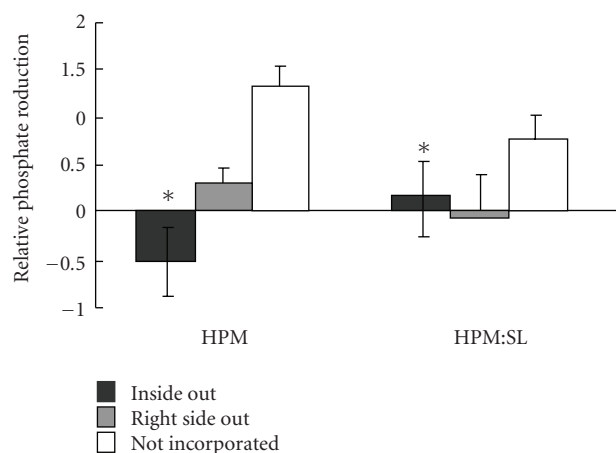 Relative phosphate roduction
2
1.5
0
0.5
0
−0.5
−1
*
*
HPM
HPM:SL
Inside out
Right side out
Not incorporated